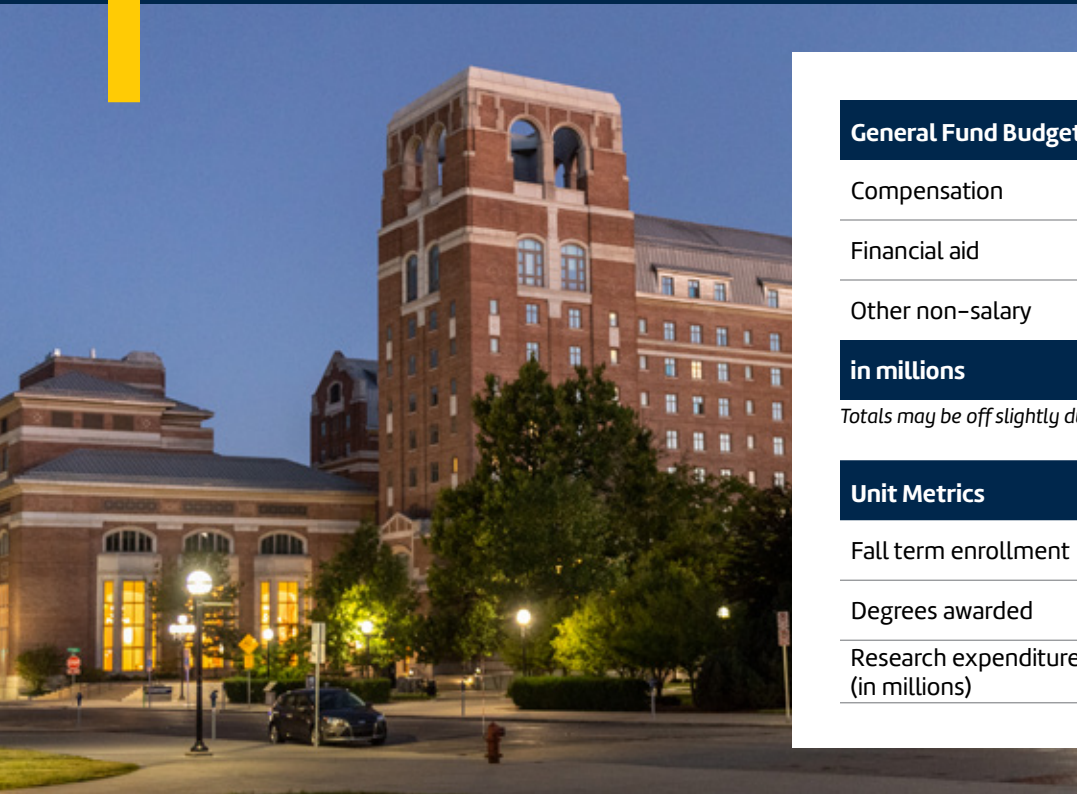 General Fund Budget
Compensation
Financial aid
Other non-salary
in millions
Totals may be off slightly
Unit Metrics
Fall term enrollment
Degrees awarded
Research expenditure
(in millions)